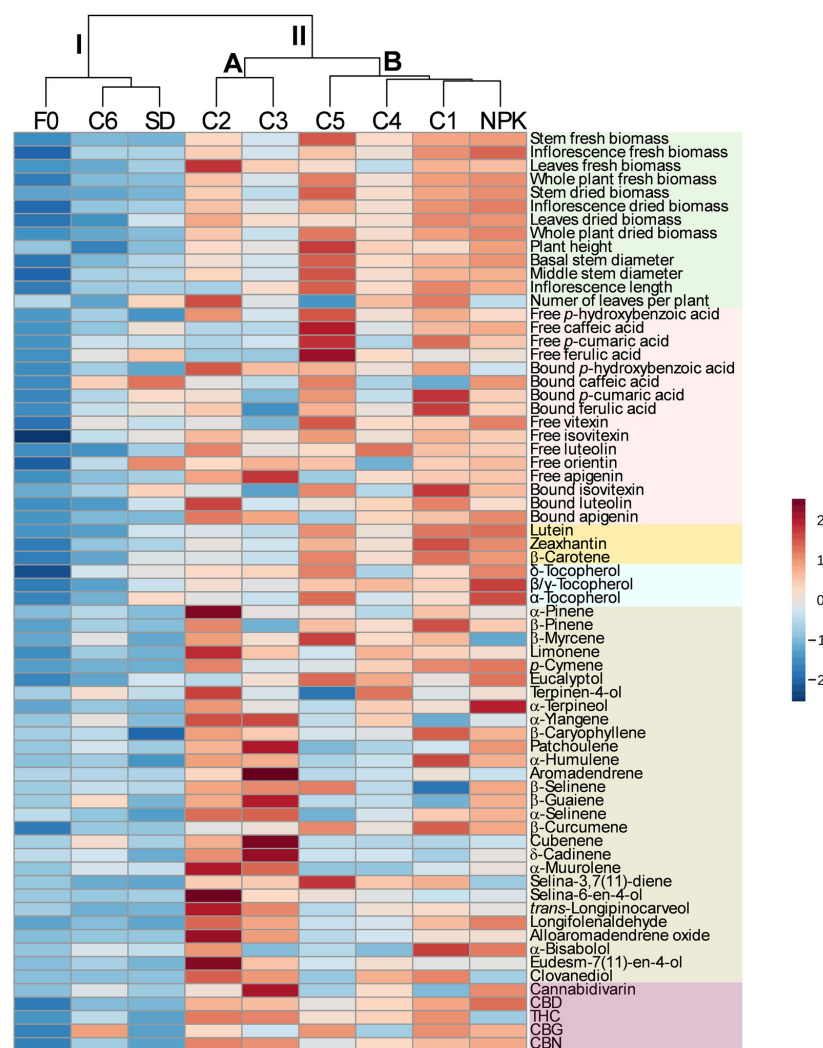 I
II
A
B
F0 C6 SD C2 C3 C5 C4 C1 NPK
Stem fresh biomass
Inflorescence fresh biomass
Leaves fresh biomass
Whole plant fresh biomass
Stem dried biomass
Inflorescence dried biomass
Leaves dried biomass
Whole plant dried biomass
Plant height
Basal stem diameter
Middle stem diameter
Inflorescence length
Numer of leaves per plant
Free p-hydroxybenzoic acid
Free caffeic acid
Free p-cumaric acid
Free ferulic acid
Bound p-hydroxybenzoic acid
Bound caffeic acid
Bound p-cumaric acid
Bound ferulic acid
Free vitexin
Free isovitexin
Free luteolin
Free orientin
Free apigenin
Bound isovitexin
Bound luteolin
Bound apigenin
Lutein
Zeaxhantin
β-Carotene
δ-Tocopherol
β/γ-Tocopherol
α-Tocopherol
α-Pinene
β-Pinene
β-Myrcene
Limonene
p-Cymene
Eucalyptol
Terpinen-4-ol
α-Terpineol
α-Ylangene
β-Caryophyllene
Patchoulene
α-Humulene
Aromadendrene
β-Selinene
β-Guaiene
α-Selinene
β-Curcumene
Cubenene
δ-Cadinene
α-Muurolene
Selina-3,7(11)-diene
Selina-6-en-4-ol
trans-Longipinocarveol
Longifolenaldehyde
Alloaromadendrene oxide
α-Bisabolol
Eudesm-7(11)-en-4-ol
Clovanediol
Cannabidivarin
CBD
THC
CBG
CBN
2
1
0
−1
−2